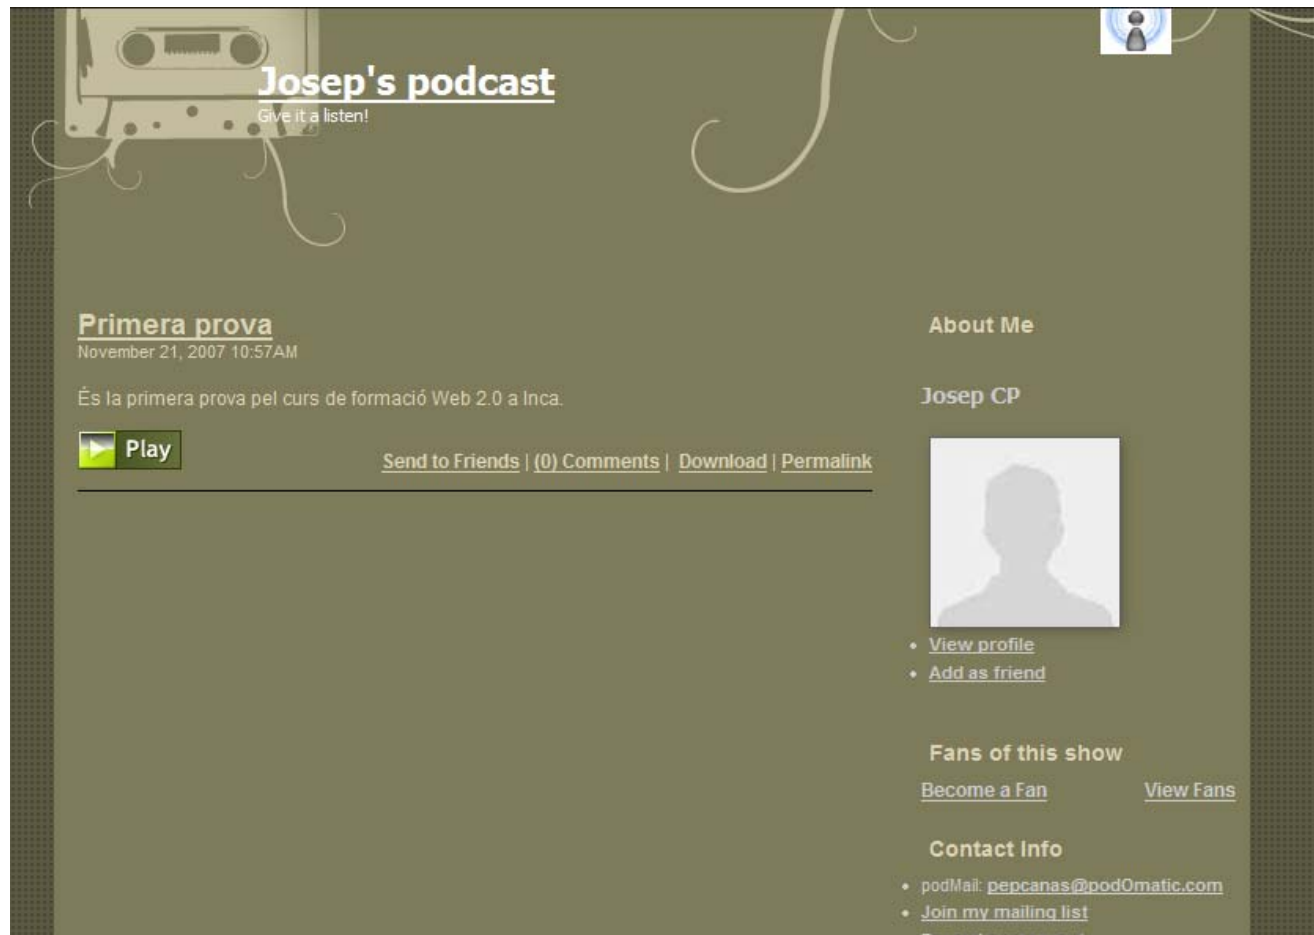 Josep's podcast
Give it a listen!
Primera prova
November 21, 2007 10:57AM
És la primera prova pel curs de formació Web 2.0 a Inca.
Play
Send to Friends | (0) Comments | Download | Permalink
About Me
Josep CP
View profile
Add as friend
Fans of this show
Become a Fan View Fans
Contact Info
podMail: pepcanas@podOmatic.com
Join my mailing list